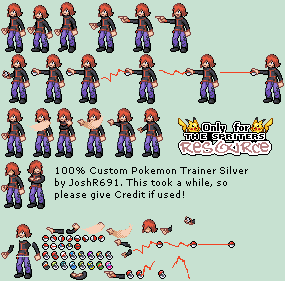 Only for
THE SPRITERS
RESOURCE
100% Custom Pokemon Trainer Silver
by JoshR691. This took a while, so
please give Credit if used!